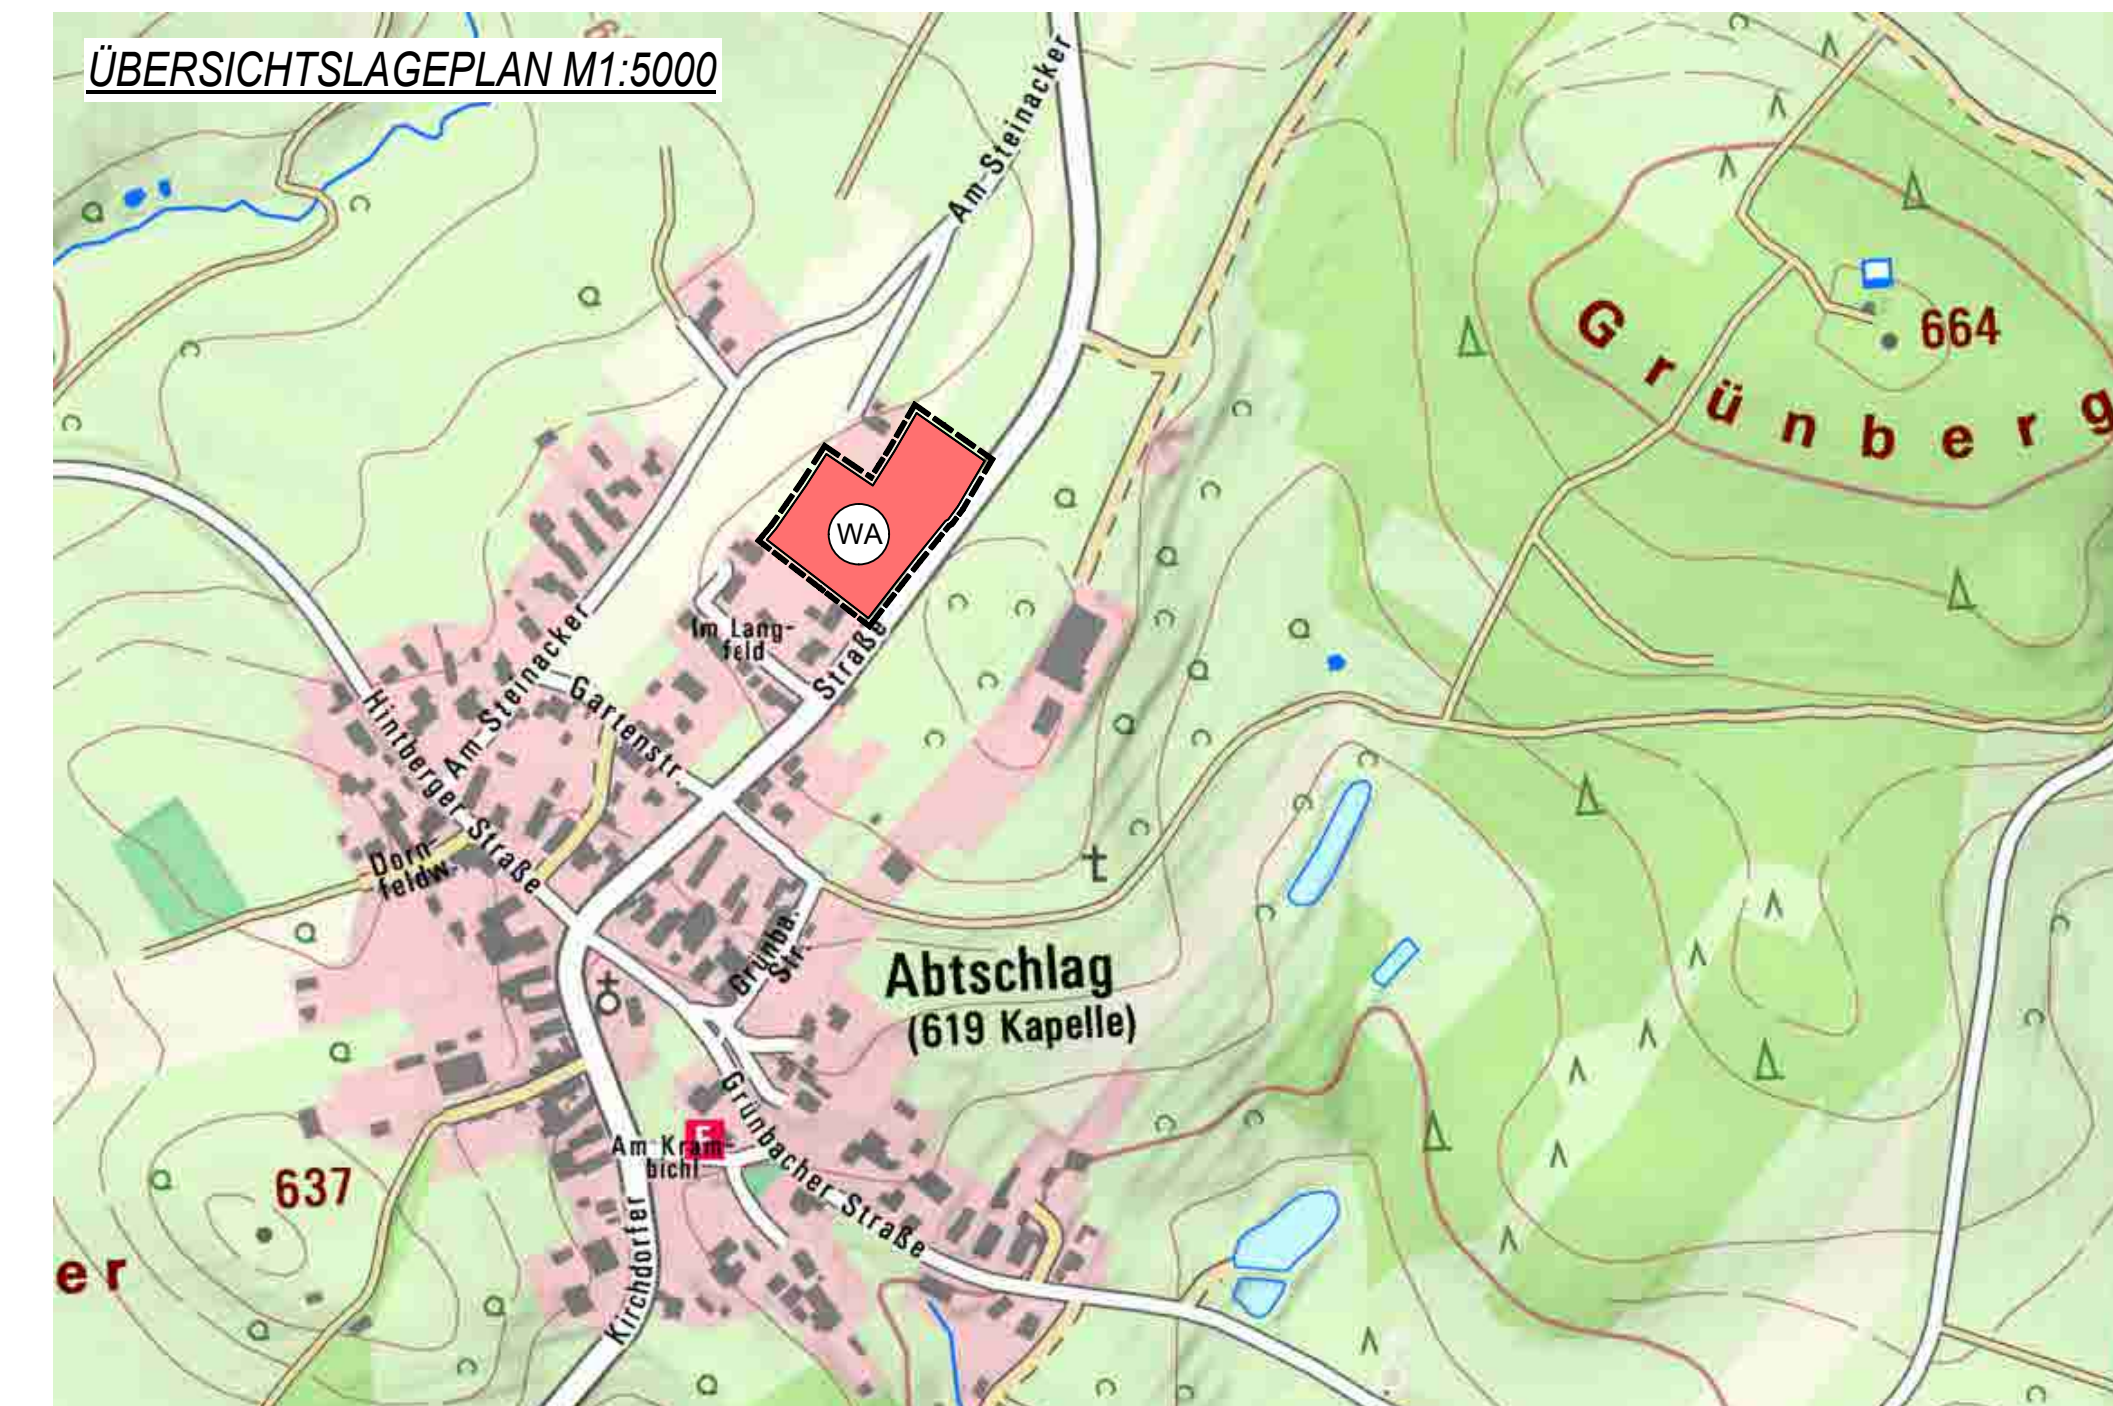 ÜBERSICHTSLAGEPLAN M1:5000
Am Steinacker
664
Grünberg
WA
Im Lang-
feld
Straße
Am Steinacker
Gartenstr.
Hintberger Straße
Dorn-
feldw.
Grünba.
Str.
Abtschlag
(619 Kapelle)
F
Am Kram-
bichl
Grünbacher Straße
637
er
Kirchdorfer